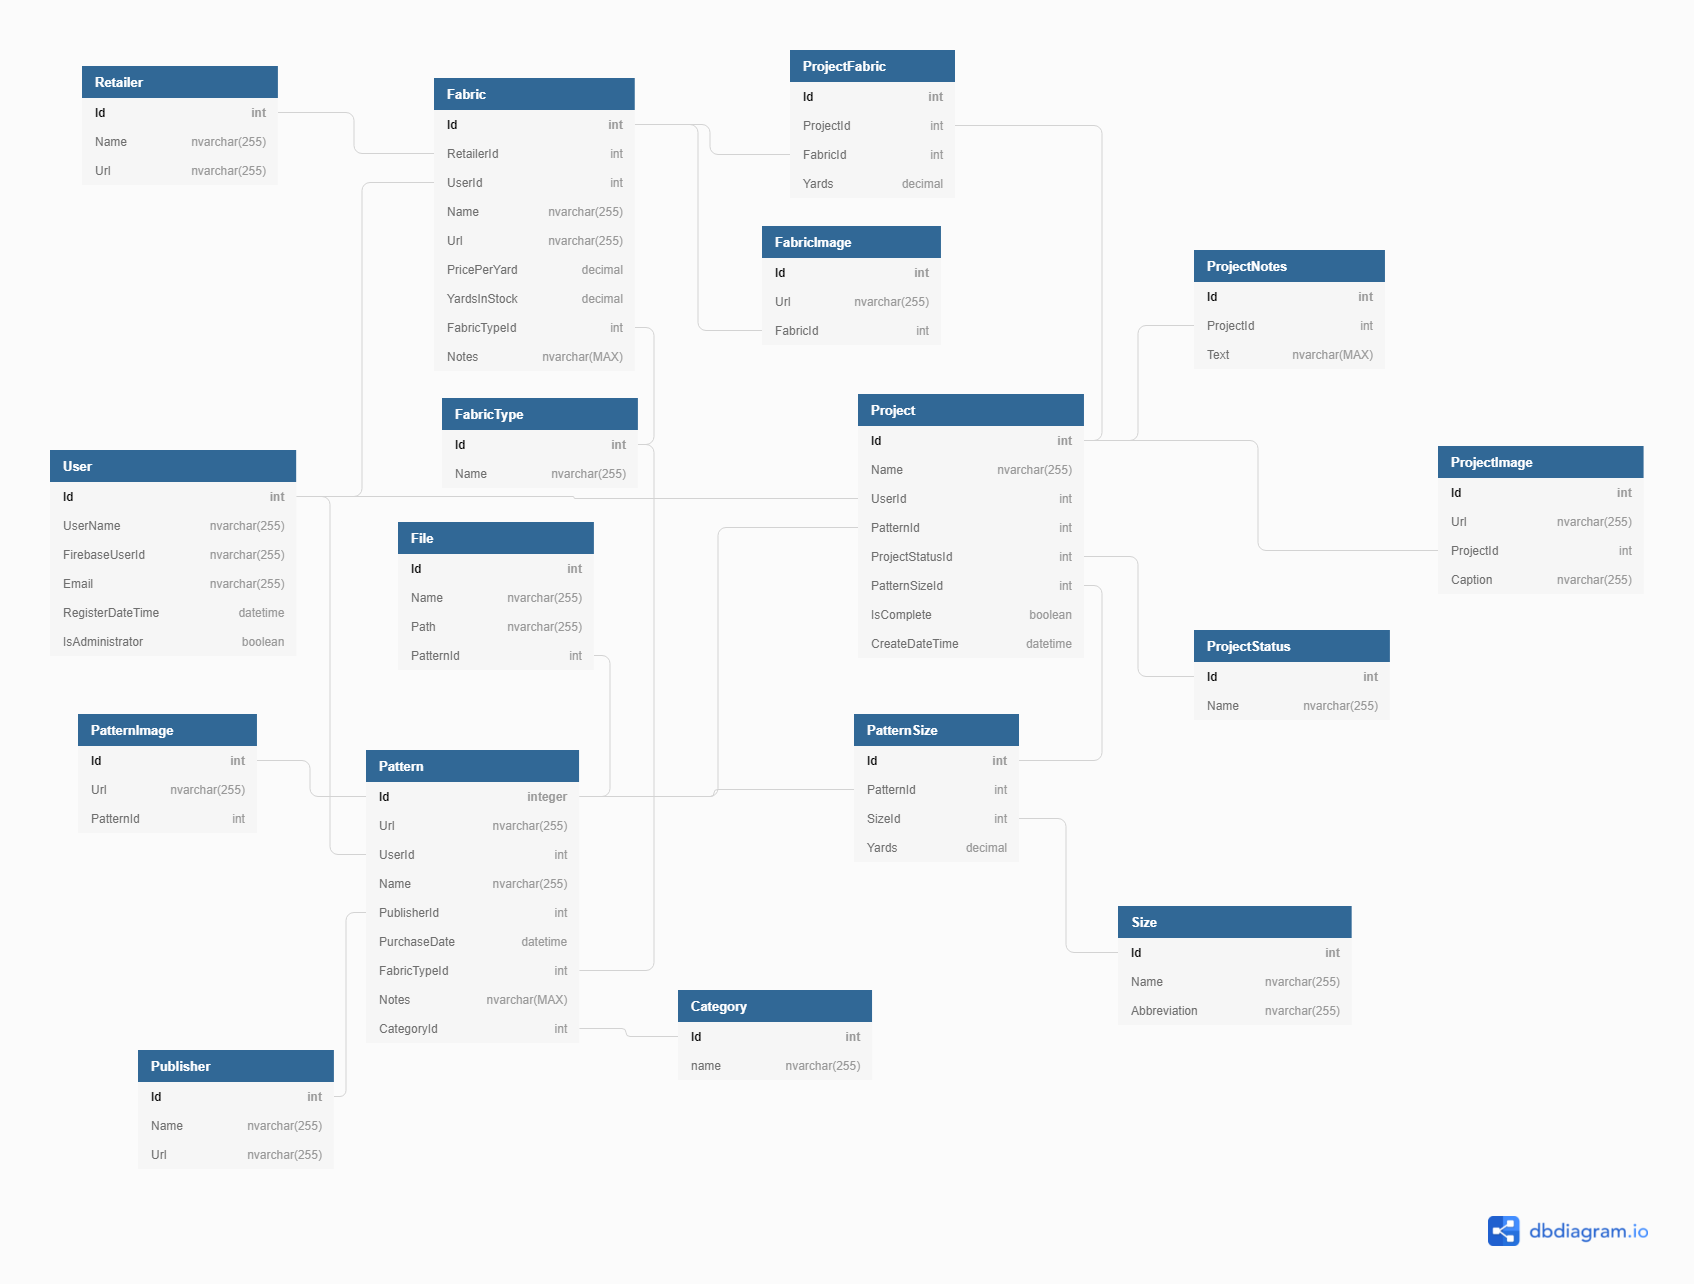 Retailer
Id int
Name nvarchar(255)
Url nvarchar(255)
Fabric
Id int
RetailerId int
UserId int
Name nvarchar(255)
Url nvarchar(255)
PricePerYard decimal
YardsInStock decimal
FabricTypeId int
Notes nvarchar(MAX)
ProjectFabric
Id int
ProjectId int
FabricId int
Yards decimal
FabricImage
Id int
Url nvarchar(255)
FabricId int
ProjectNotes
Id int
ProjectId int
Text nvarchar(MAX)
FabricType
Id int
Name nvarchar(255)
Project
Id int
Name nvarchar(255)
UserId int
PatternId int
ProjectStatusId int
PatternSizeId int
IsComplete boolean
CreateDateTime datetime
ProjectImage
Id int
Url nvarchar(255)
ProjectId int
Caption nvarchar(255)
User
Id int
UserName nvarchar(255)
FirebaseUserId nvarchar(255)
Email nvarchar(255)
RegisterDateTime datetime
IsAdministrator boolean
File
Id int
Name nvarchar(255)
Path nvarchar(255)
PatternId int
ProjectStatus
Id int
Name nvarchar(255)
PatternImage
Id int
Url nvarchar(255)
PatternId int
Pattern
Id integer
Url nvarchar(255)
UserId int
Name nvarchar(255)
PublisherId int
PurchaseDate datetime
FabricTypeId int
Notes nvarchar(MAX)
CategoryId int
PatternSize
Id int
PatternId int
SizeId int
Yards decimal
Size
Id int
Name nvarchar(255)
Abbreviation nvarchar(255)
Category
Id int
name nvarchar(255)
Publisher
Id int
Name nvarchar(255)
Url nvarchar(255)
dbdiagram.io